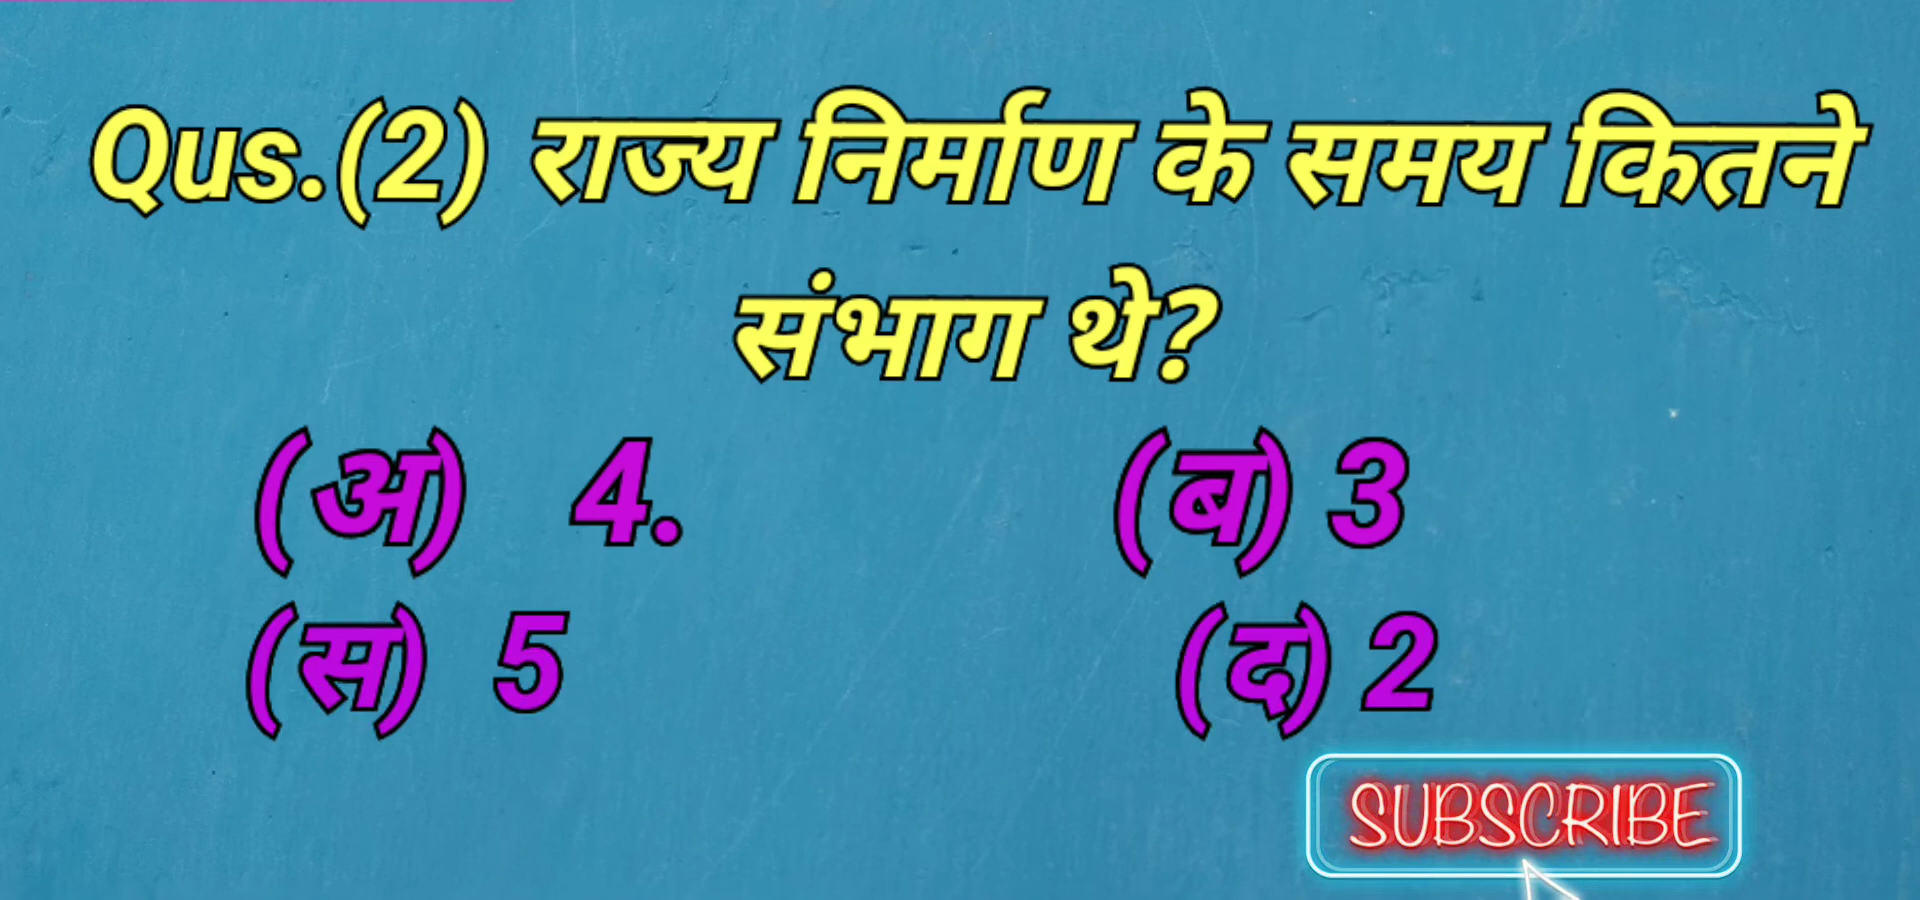 Qus.(2) राज्य निर्माण के समय कितने
संभाग थे?
(अ) 4. (ब) 3
(स) 5 (द) 2
SUBSCRIBE